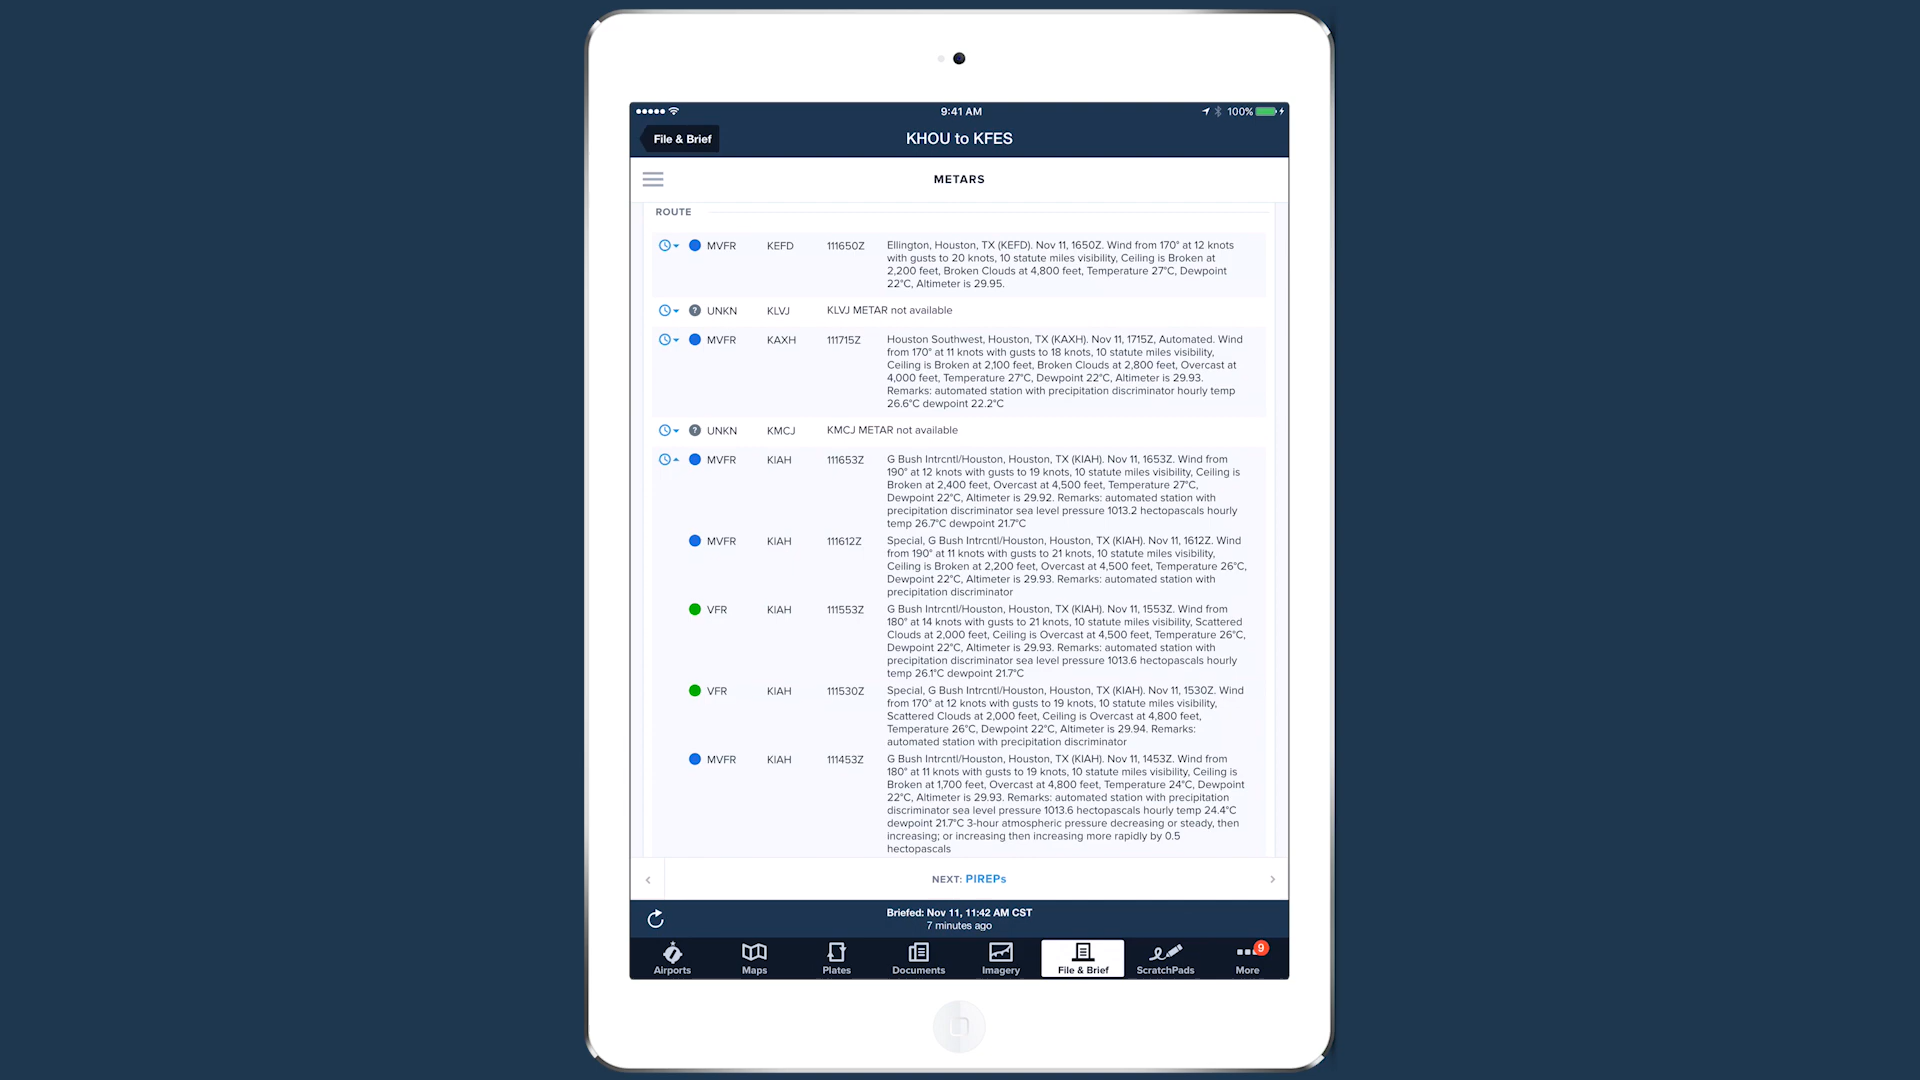 9:41 AM
100%
File & Brief
KHOU to KFES
METARS
ROUTE
MVFR KEFD 111650Z Ellington, Houston, TX (KEFD). Nov 11, 1650Z. Wind from 170° at 12 knots
with gusts to 20 knots, 10 statute miles visibility, Ceiling is Broken at
2,200 feet, Broken Clouds at 4,800 feet, Temperature 27°C, Dewpoint
22°C, Altimeter is 29.95.
? UNKN KLVJ KLVJ METAR not available
MVFR KAXH 111715Z Houston Southwest, Houston, TX (KAXH). Nov 11, 1715Z, Automated. Wind
from 170° at 11 knots with gusts to 18 knots, 10 statute miles visibility,
Ceiling is Broken at 2,100 feet, Broken Clouds at 2,800 feet, Overcast at
4,000 feet, Temperature 27°C, Dewpoint 22°C, Altimeter is 29.93.
Remarks: automated station with precipitation discriminator hourly temp
26.6°C dewpoint 22.2°C
? UNKN KMCJ KMCJ METAR not available
MVFR KIAH 111653Z G Bush Intrcntl/Houston, Houston, TX (KIAH). Nov 11, 1653Z. Wind from
190° at 12 knots with gusts to 19 knots, 10 statute miles visibility, Ceiling is
Broken at 2,400 feet, Overcast at 4,500 feet, Temperature 27°C,
Dewpoint 22°C, Altimeter is 29.92. Remarks: automated station with
precipitation discriminator sea level pressure 1013.2 hectopascals hourly
temp 26.7°C dewpoint 21.7°C
MVFR KIAH 111612Z Special, G Bush Intrcntl/Houston, Houston, TX (KIAH). Nov 11, 1612Z. Wind
from 190° at 11 knots with gusts to 21 knots, 10 statute miles visibility,
Ceiling is Broken at 2,200 feet, Overcast at 4,500 feet, Temperature 26°C,
Dewpoint 22°C, Altimeter is 29.93. Remarks: automated station with
precipitation discriminator
VFR KIAH 111553Z G Bush Intrcntl/Houston, Houston, TX (KIAH). Nov 11, 1553Z. Wind from
180° at 14 knots with gusts to 21 knots, 10 statute miles visibility, Scattered
Clouds at 2,000 feet, Ceiling is Overcast at 4,500 feet, Temperature 26°C,
Dewpoint 22°C, Altimeter is 29.93. Remarks: automated station with
precipitation discriminator sea level pressure 1013.6 hectopascals hourly
temp 26.1°C dewpoint 21.7°C
VFR KIAH 111530Z Special, G Bush Intrcntl/Houston, Houston, TX (KIAH). Nov 11, 1530Z. Wind
from 170° at 12 knots with gusts to 19 knots, 10 statute miles visibility,
Scattered Clouds at 2,000 feet, Ceiling is Overcast at 4,800 feet,
Temperature 26°C, Dewpoint 22°C, Altimeter is 29.94. Remarks:
automated station with precipitation discriminator
MVFR KIAH 111453Z G Bush Intrcntl/Houston, Houston, TX (KIAH). Nov 11, 1453Z. Wind from
180° at 11 knots with gusts to 19 knots, 10 statute miles visibility, Ceiling is
Broken at 1,700 feet, Overcast at 4,800 feet, Temperature 24°C, Dewpoint
22°C, Altimeter is 29.93. Remarks: automated station with precipitation
discriminator sea level pressure 1013.6 hectopascals hourly temp 24.4°C
dewpoint 21.7°C 3-hour atmospheric pressure decreasing or steady, then
increasing; or increasing then increasing more rapidly by 0.5
hectopascals
NEXT: PIREPs
Briefed: Nov 11, 11:42 AM CST
7 minutes ago
Airports Maps Plates Documents Imagery File & Brief ScratchPads 9 More